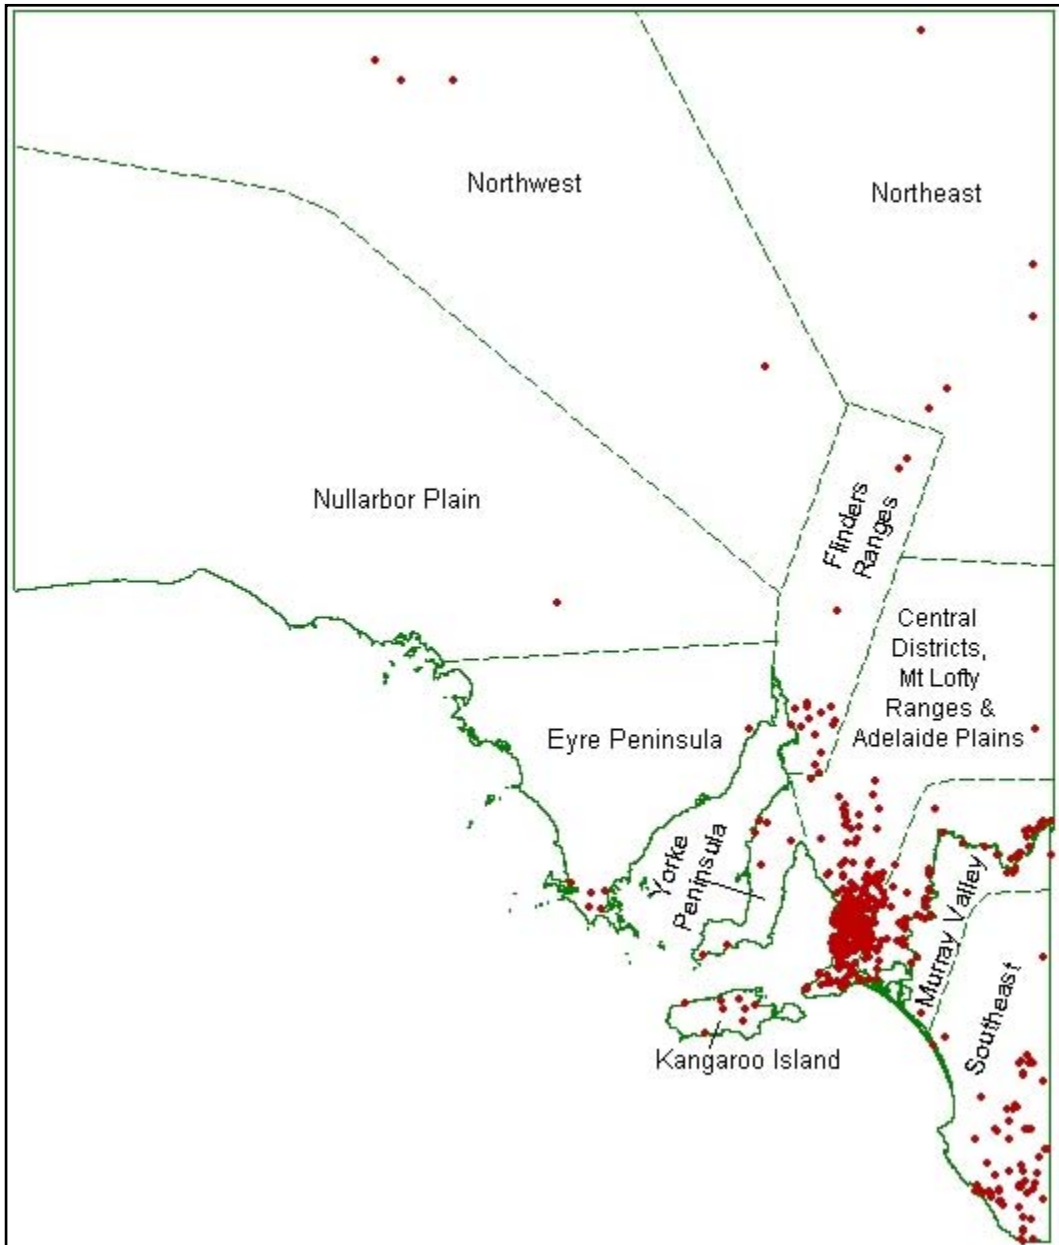 Northwest
Northeast
Nullarbor Plain
Flinders
Ranges
Central
Districts,
Mt Lofty
Ranges &
Adelaide Plains
Eyre Peninsula
Yorke
Peninsula
Murray Valley
Southeast
Kangaroo Island